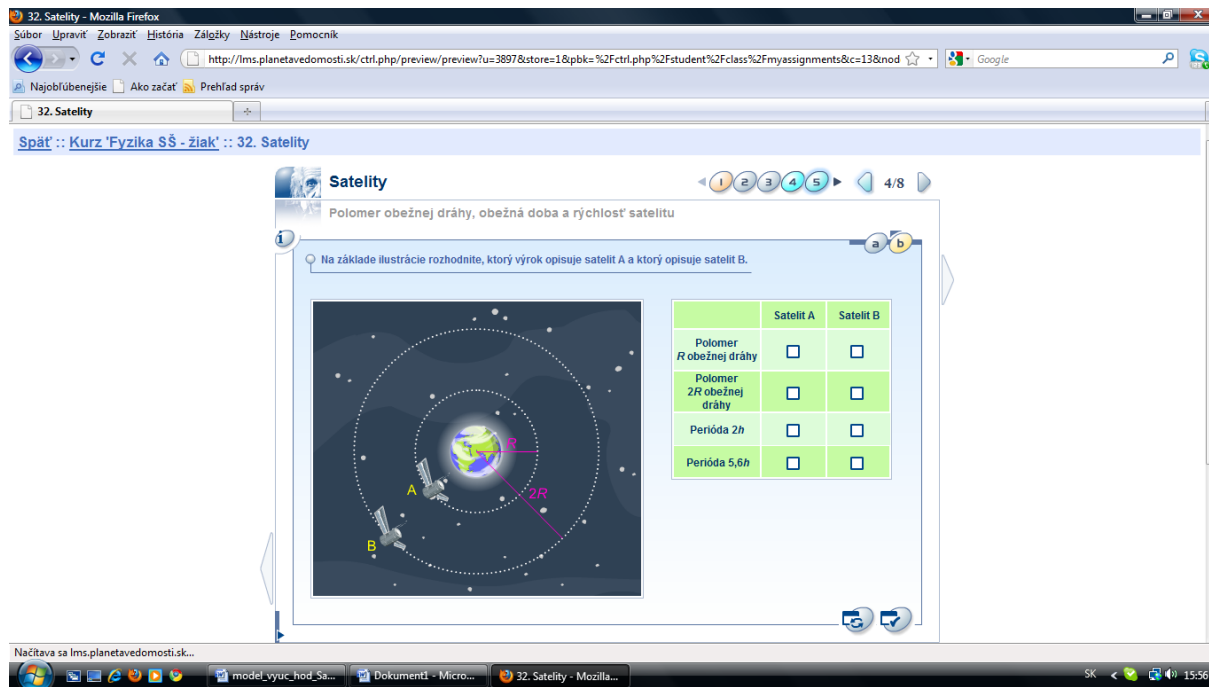 32. Satelity - Mozilla Firefox
Súbor Upraviť Zobraziť História Záložky Nástroje Pomocník
http://lms.planetavedomosti.sk/ctrl.php/preview/preview?u=3897&store=1&pbk=%2Fctrl.php%2Fstudent%2Fclass%2Fmyassignments&c=13&nod
Google
Najobľúbenejšie Ako začať Prehľad správ
32. Satelity
Späť :: Kurz 'Fyzika SŠ - žiak' :: 32. Satelity
Satelity
1 2 3 4 5 4/8
Polomer obežnej dráhy, obežná doba a rýchlosť satelitu
i
a b
Na základe ilustrácie rozhodnite, ktorý výrok opisuje satelit A a ktorý opisuje satelit B.
Satelit A Satelit B
Polomer
R obežnej dráhy
Polomer
2R obežnej
dráhy
Perióda 2h
Perióda 5,6h
R
A
2R
B
Načítava sa lms.planetavedomosti.sk...
model_vyuc_hod_Sa... Dokument1 - Micro... 32. Satelity - Mozilla... SK 15:56